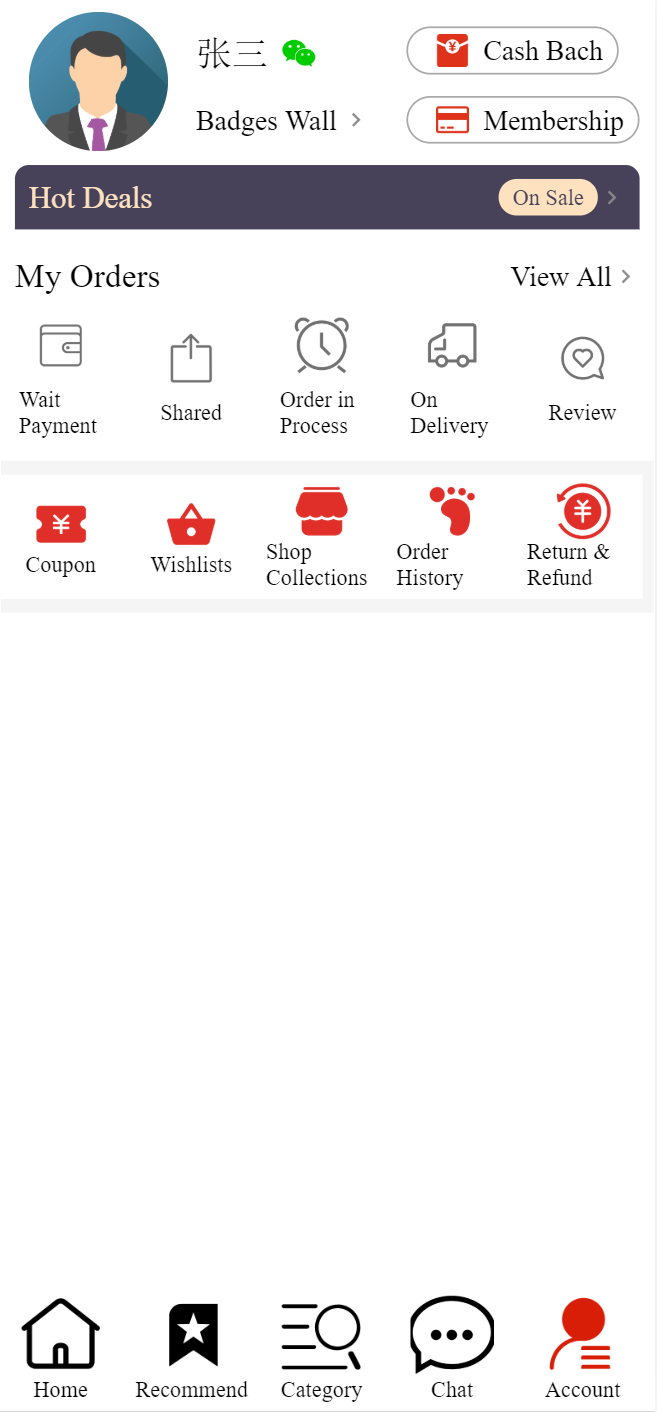 张三
Cash Bach
Badges Wall
Membership
Hot Deals
On Sale
My Orders
View All
Wait
Payment
Shared
Order in
Process
On
Delivery
Review
Coupon
Wishlists
Shop
Collections
Order
History
Return &
Refund
Home
Recommend
Category
Chat
Account